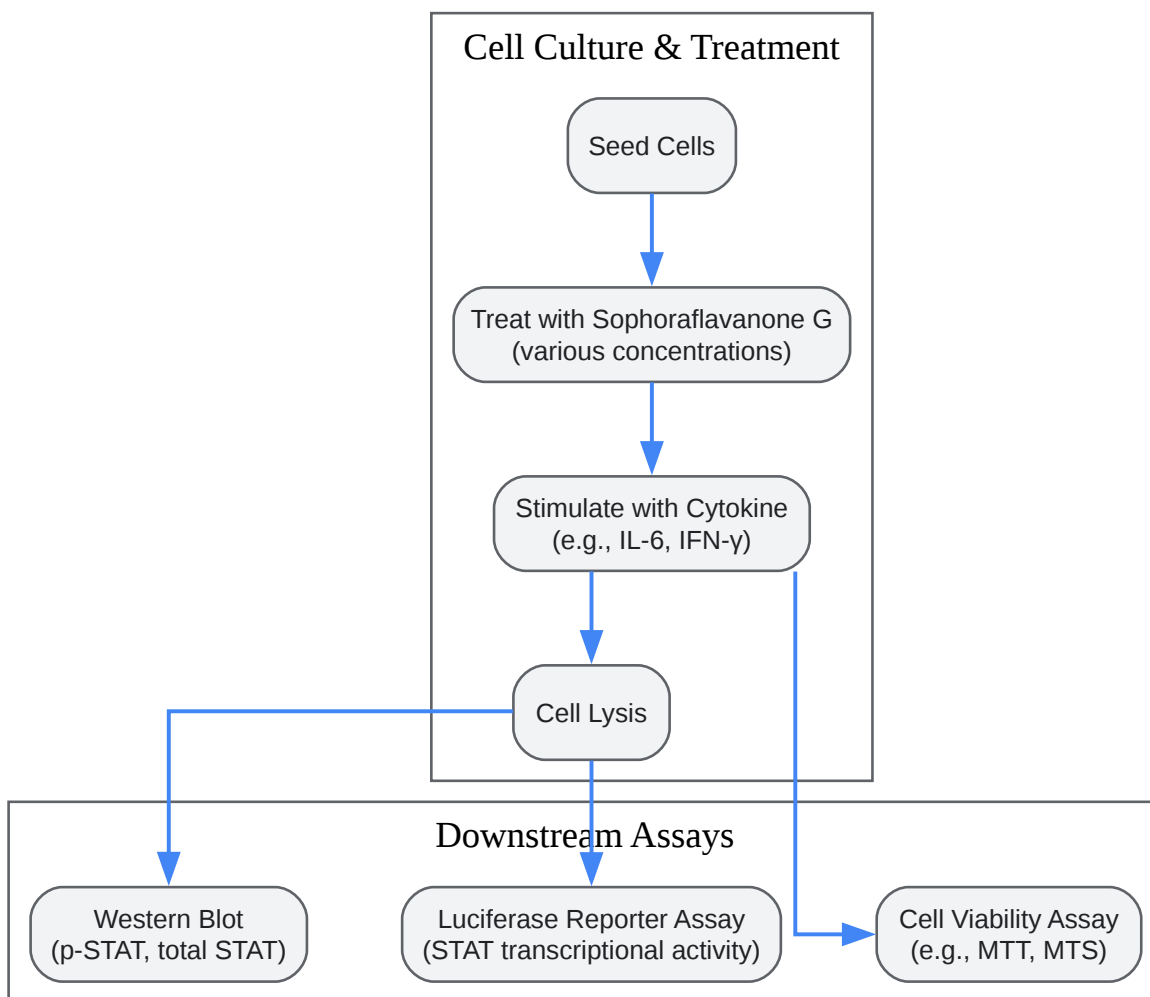 Cell Culture & Treatment
Seed Cells
Treat with Sophoraflavanone G
(various concentrations)
Stimulate with Cytokine
(e.g., IL-6, IFN-γ)
Cell Lysis
Downstream Assays
Western Blot
(p-STAT, total STAT)
Luciferase Reporter Assay
(STAT transcriptional activity)
Cell Viability Assay
(e.g., MTT, MTS)